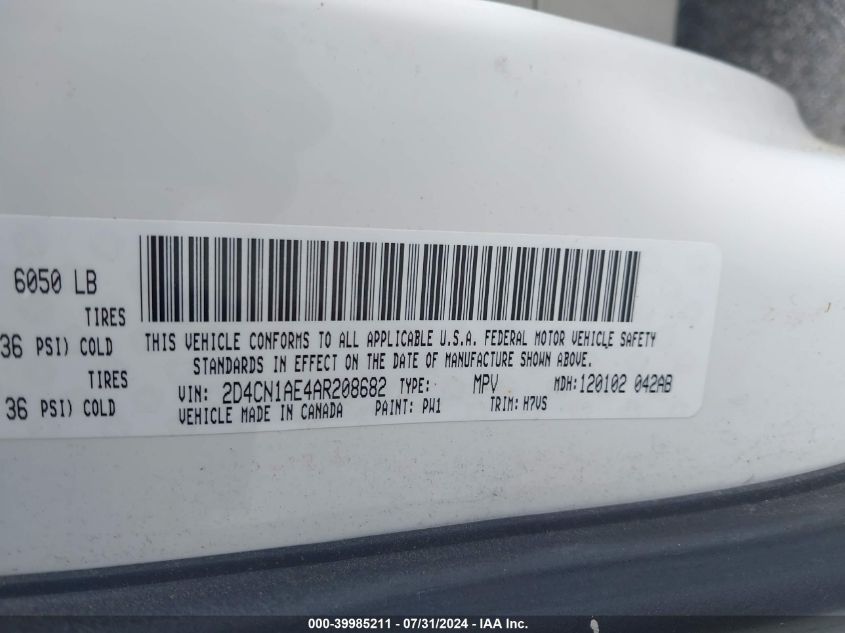 6050 LB
TIRES
36 PSI) COLD
TIRES
36 PSI) COLD
THIS VEHICLE CONFORMS TO ALL APPLICABLE U.S.A. FEDERAL MOTOR VEHICLE SAFETY
STANDARDS IN EFFECT ON THE DATE OF MANUFACTURE SHOWN ABOVE.
VIN: 2D4CN1AE4AR208682 TYPE: MPV MDH:120102 042AB
VEHICLE MADE IN CANADA PAINT: PW1 TRIM: H7VS
000-39985211 - 07/31/2024 - IAA Inc.